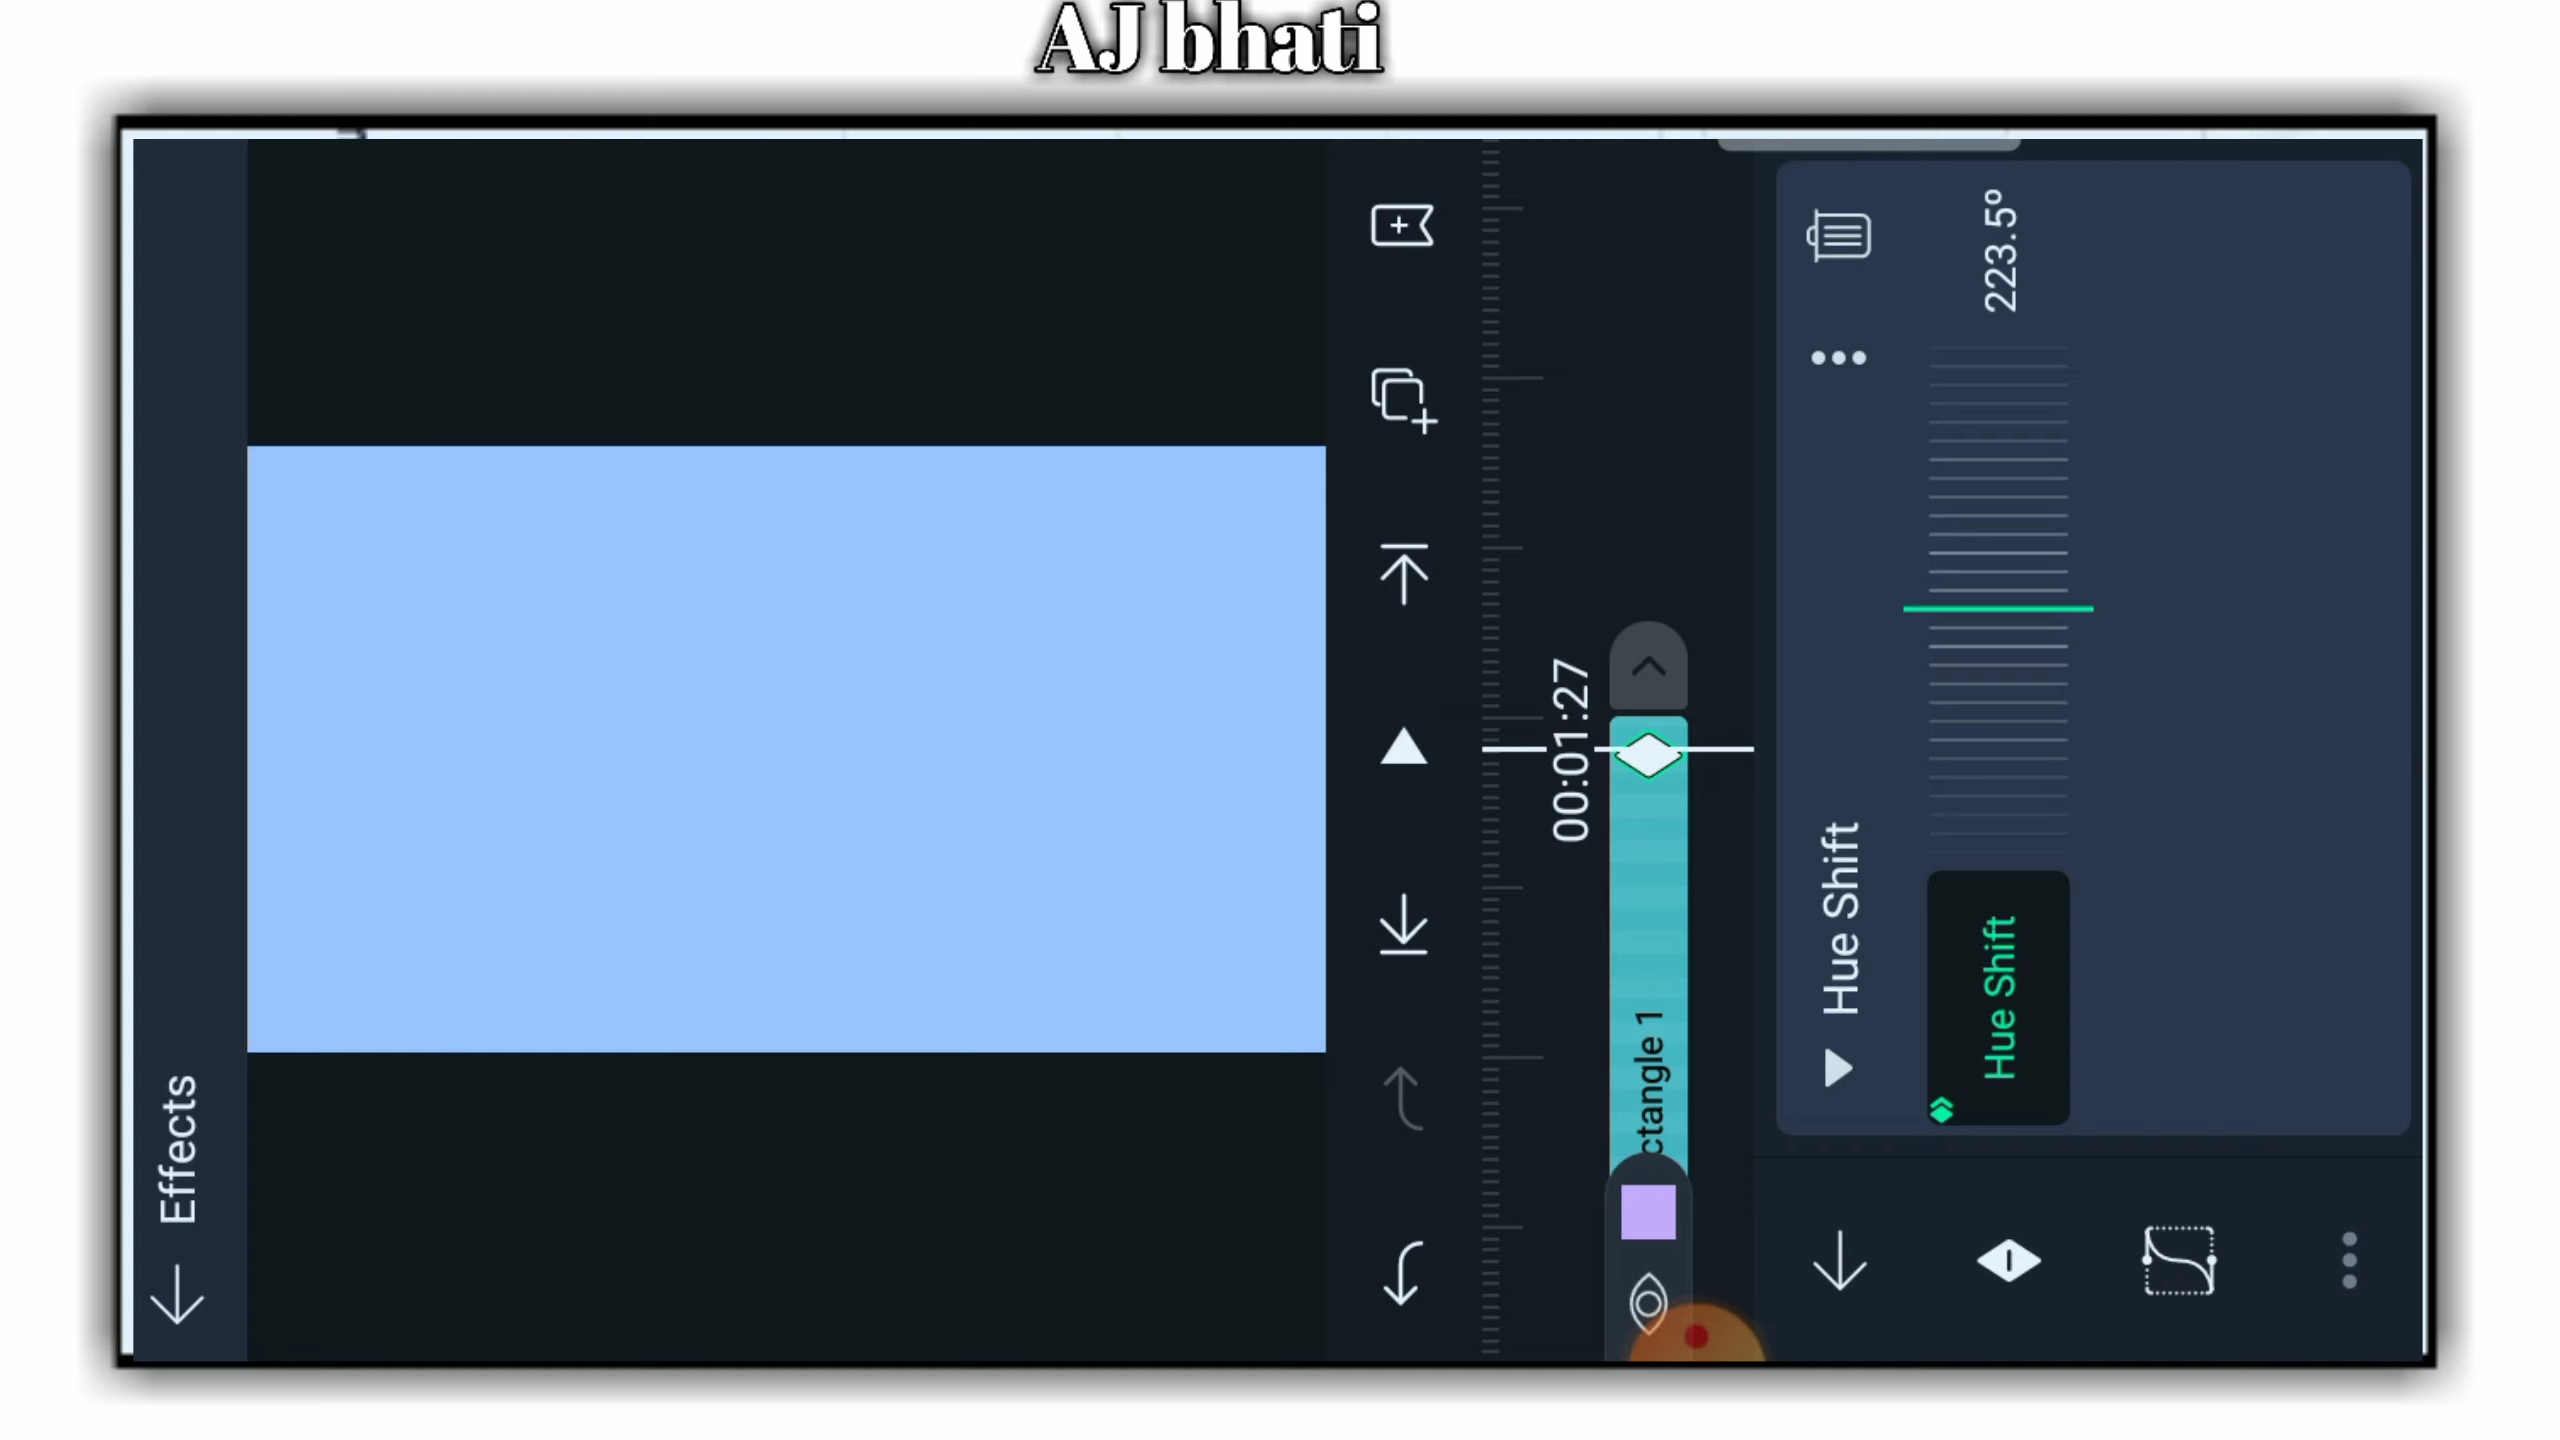 AJ bhati
Effects
00:01:27
ctangle 1
Hue Shift
Hue Shift
223.5°